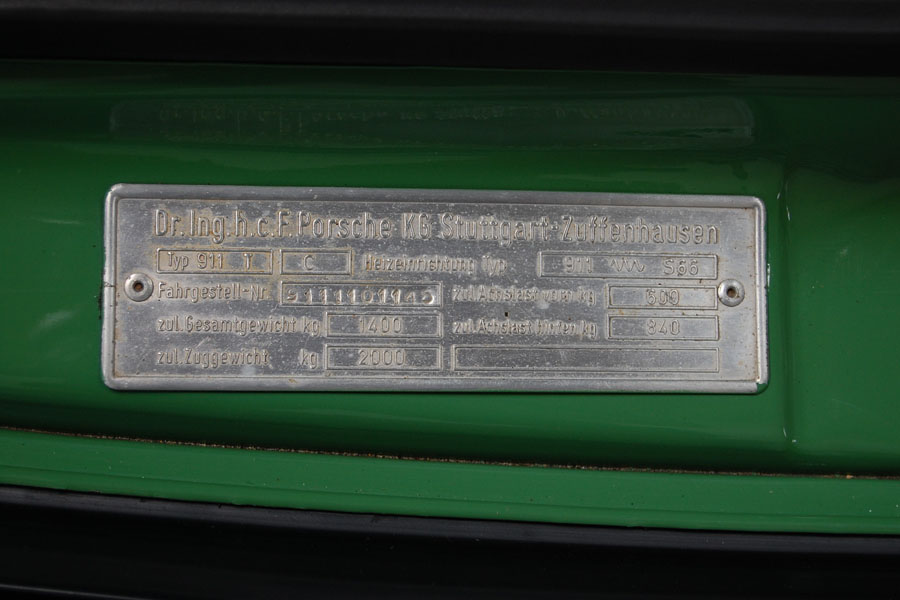 Dr. Ing. h. c. F. Porsche KG Stuttgart-Zuffenhausen
Typ 911 T C Heizeinrichtung Typ 911 S66
Fahrgestell-Nr. zul. Achslast vorn kg 600
zul. Gesamtgewicht kg 1400 zul. Achslast hinten kg 840
zul. Zuggewicht kg 2000